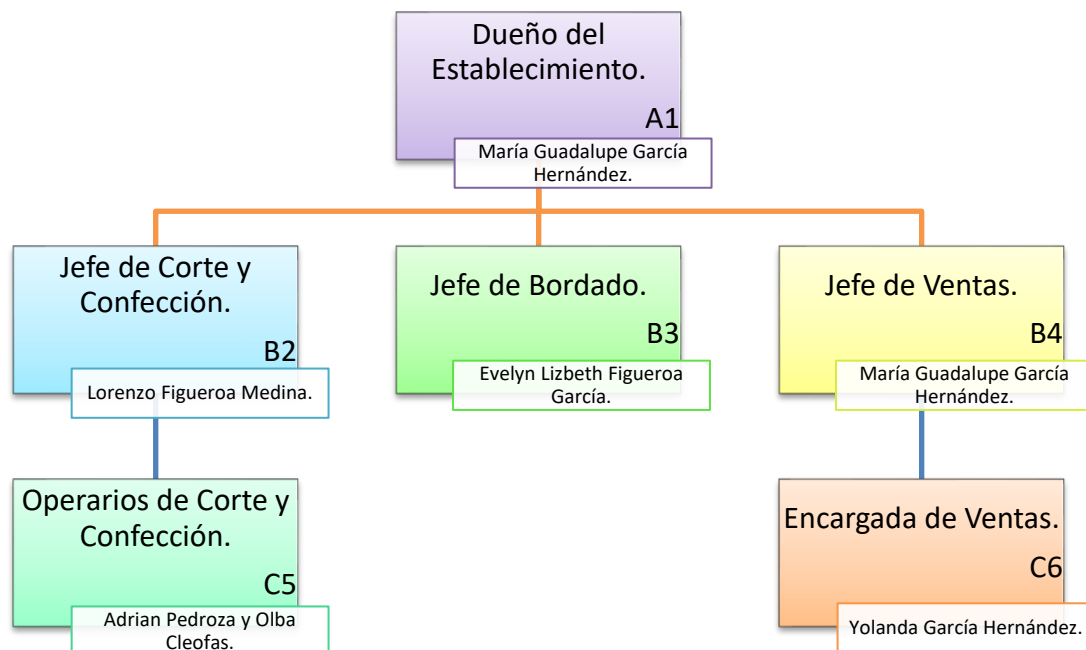 Dueño del
Establecimiento.
A1
María Guadalupe García
Hernández.
Jefe de Corte y
Confección.
B2
Lorenzo Figueroa Medina.
Jefe de Bordado.
B3
Evelyn Lizbeth Figueroa
García.
Jefe de Ventas.
B4
María Guadalupe García
Hernández.
Operarios de Corte y
Confección.
C5
Adrian Pedroza y Olba
Cleofas.
Encargada de Ventas.
C6
Yolanda García Hernández.